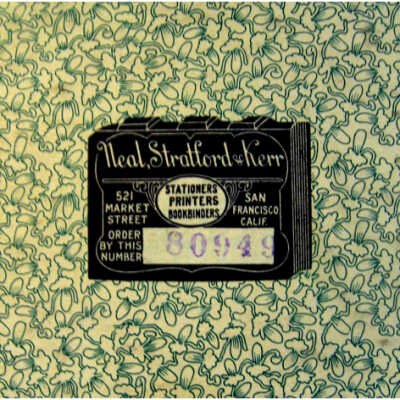 Neal, Stratford & Kerr
STATIONERS
PRINTERS
BOOKBINDERS
521
MARKET
STREET
SAN
FRANCISCO
CALIF.
ORDER
BY THIS
NUMBER
80949